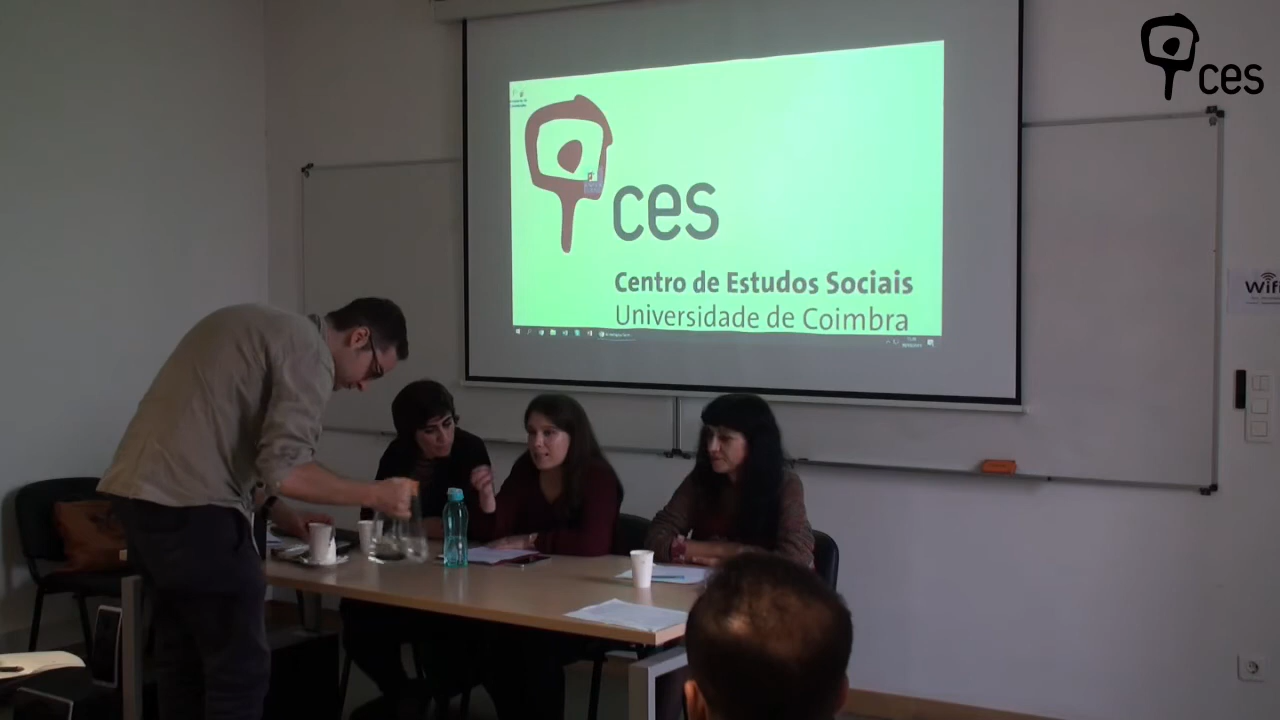 ces
ces
Centro de Estudos Sociais
Universidade de Coimbra
Wifi